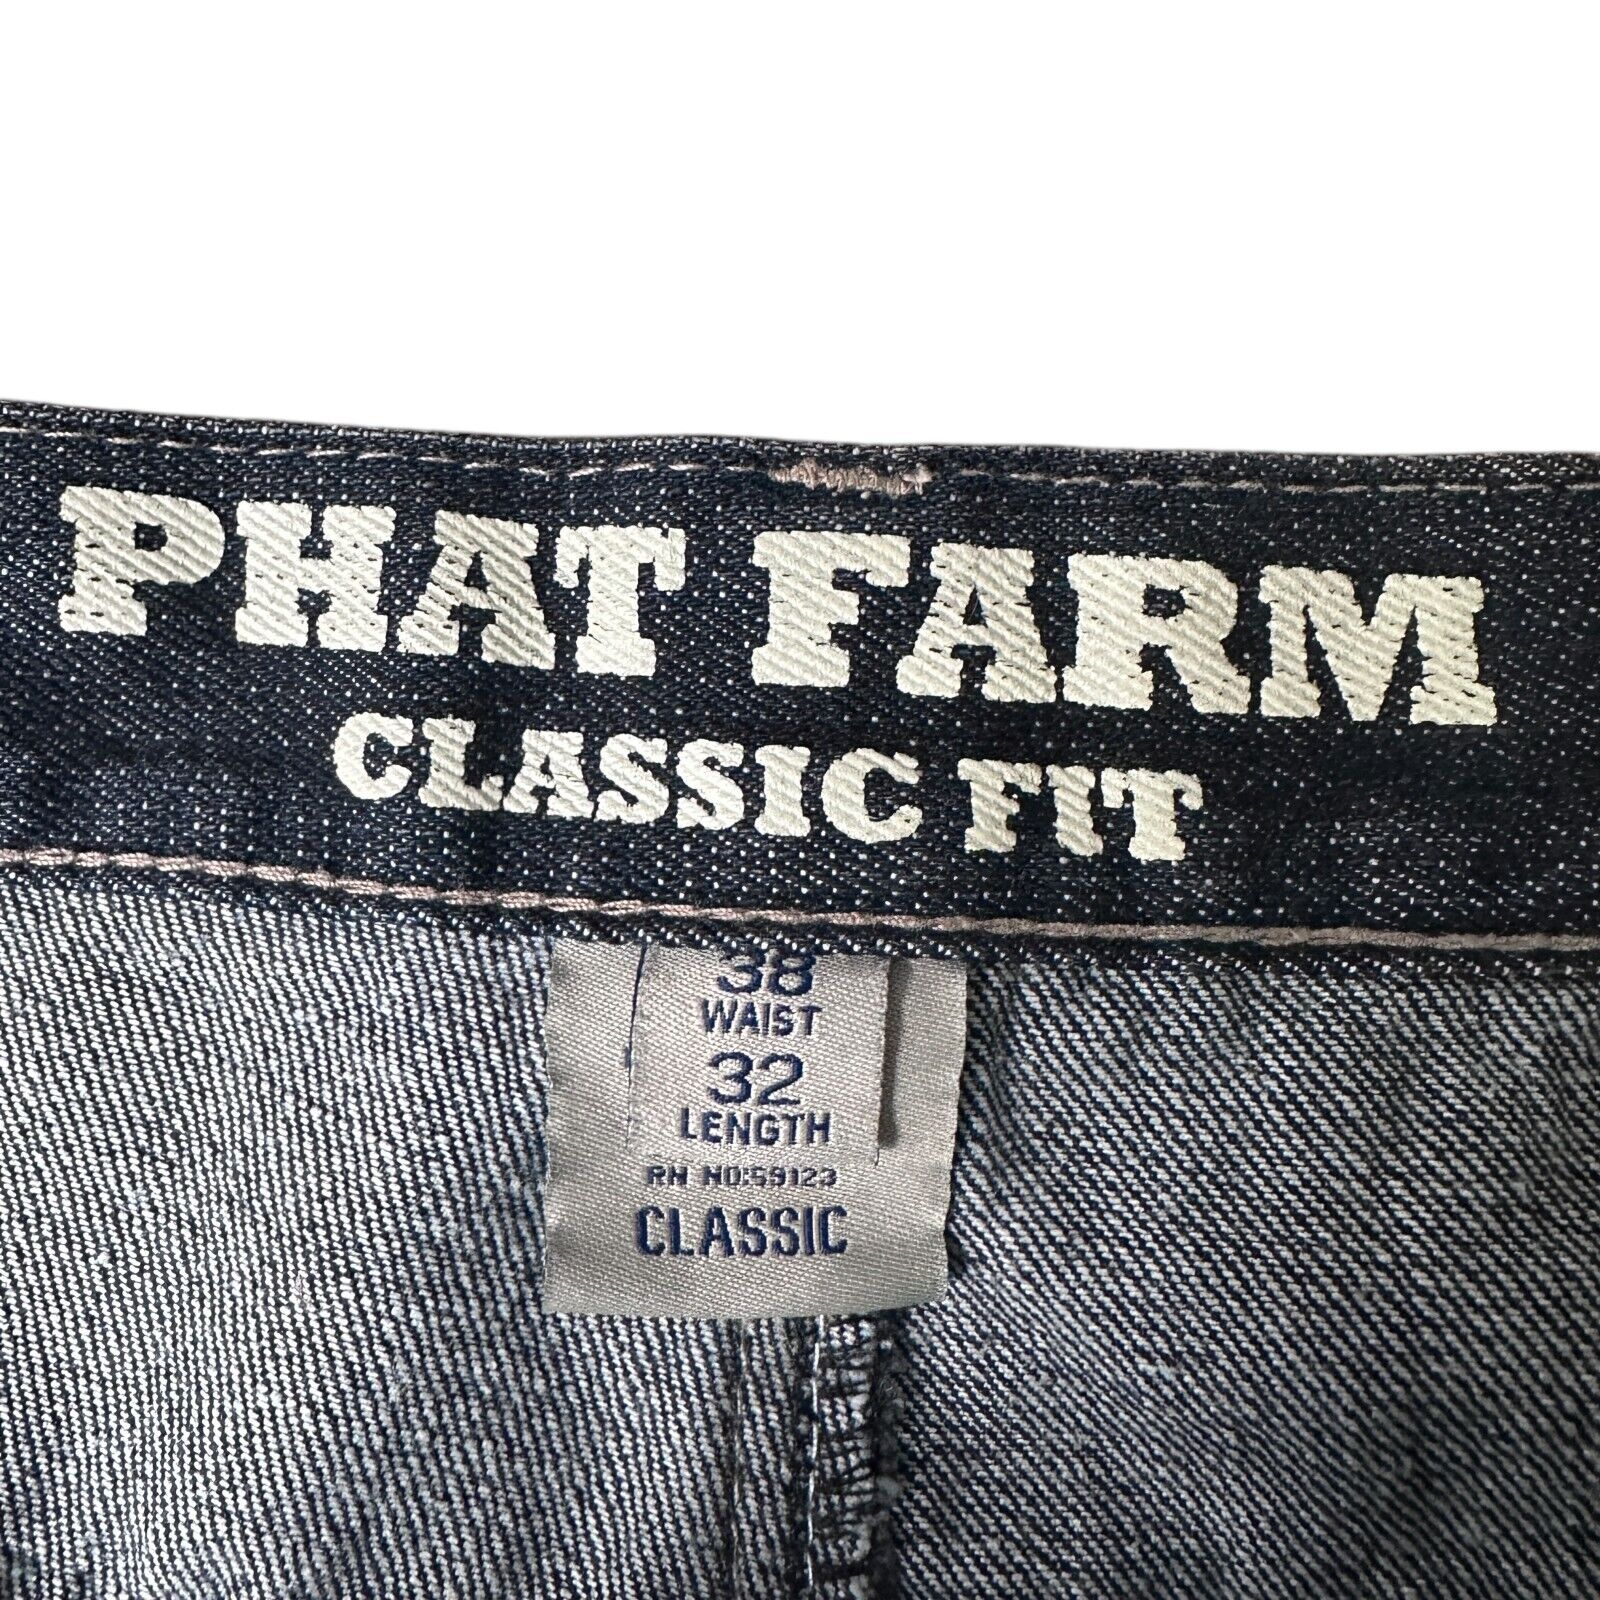 PHAT FARM
CLASSIC FIT
38
WAIST
32
LENGTH
RN NO:59123
CLASSIC